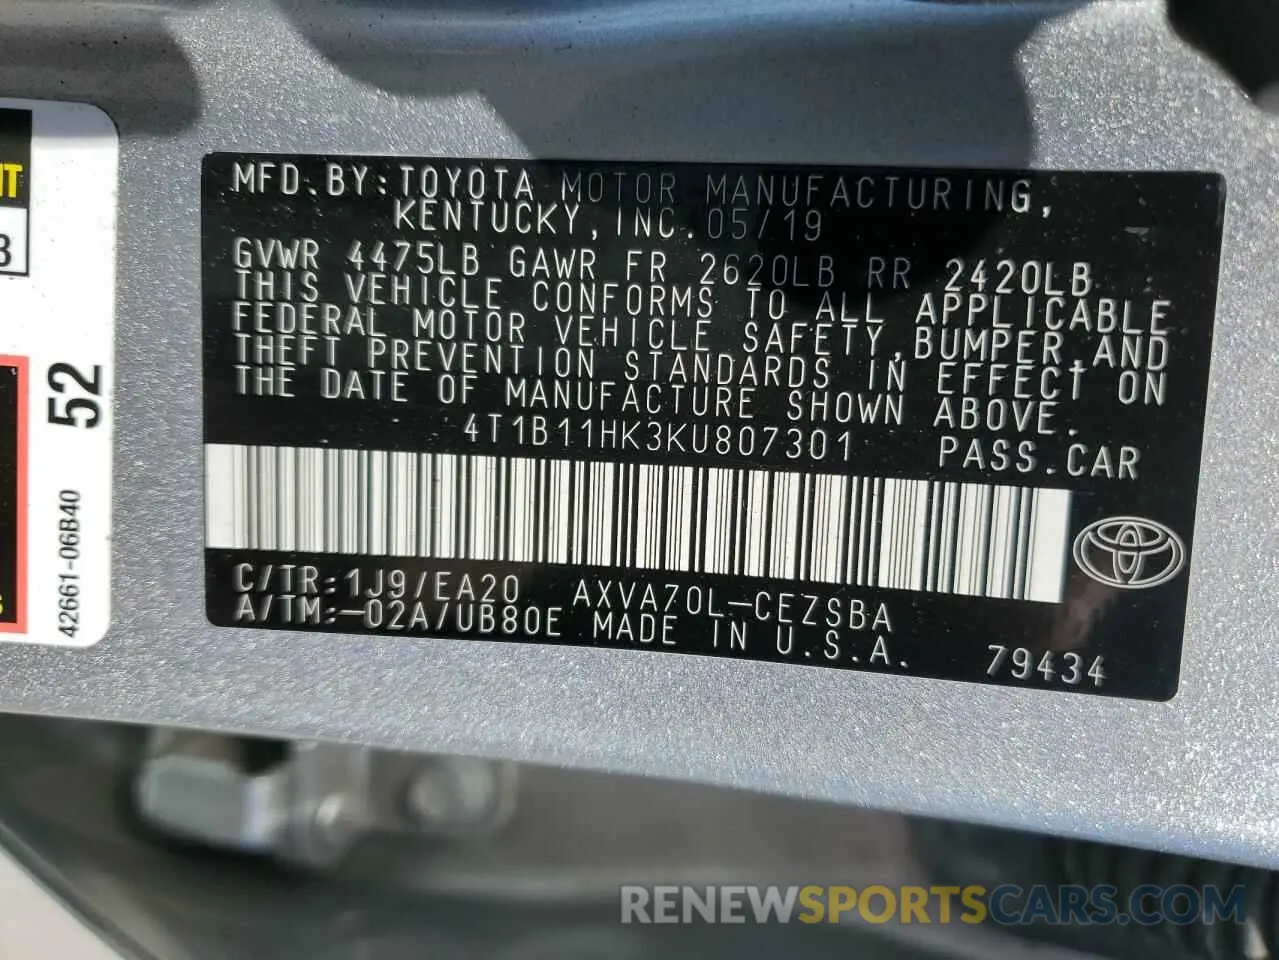 MFD.BY:TOYOTA MOTOR MANUFACTURING,
KENTUCKY, INC. 05/19
GVWR 4475LB GAWR FR 2620LB RR 2420LB
THIS VEHICLE CONFORMS TO ALL APPLICABLE
FEDERAL MOTOR VEHICLE SAFETY, BUMPER, AND
THEFT PREVENTION STANDARDS IN EFFECT ON
THE DATE OF MANUFACTURE SHOWN ABOVE.
4T1B11HK3KU807301 PASS.CAR
C/TR:1J9/EA20 AXVA70L-CEZSBA
A/TM:-02A/UB80E MADE IN U.S.A. 79434
52
42661-06B40
RENEWSPORTSCARS.COM